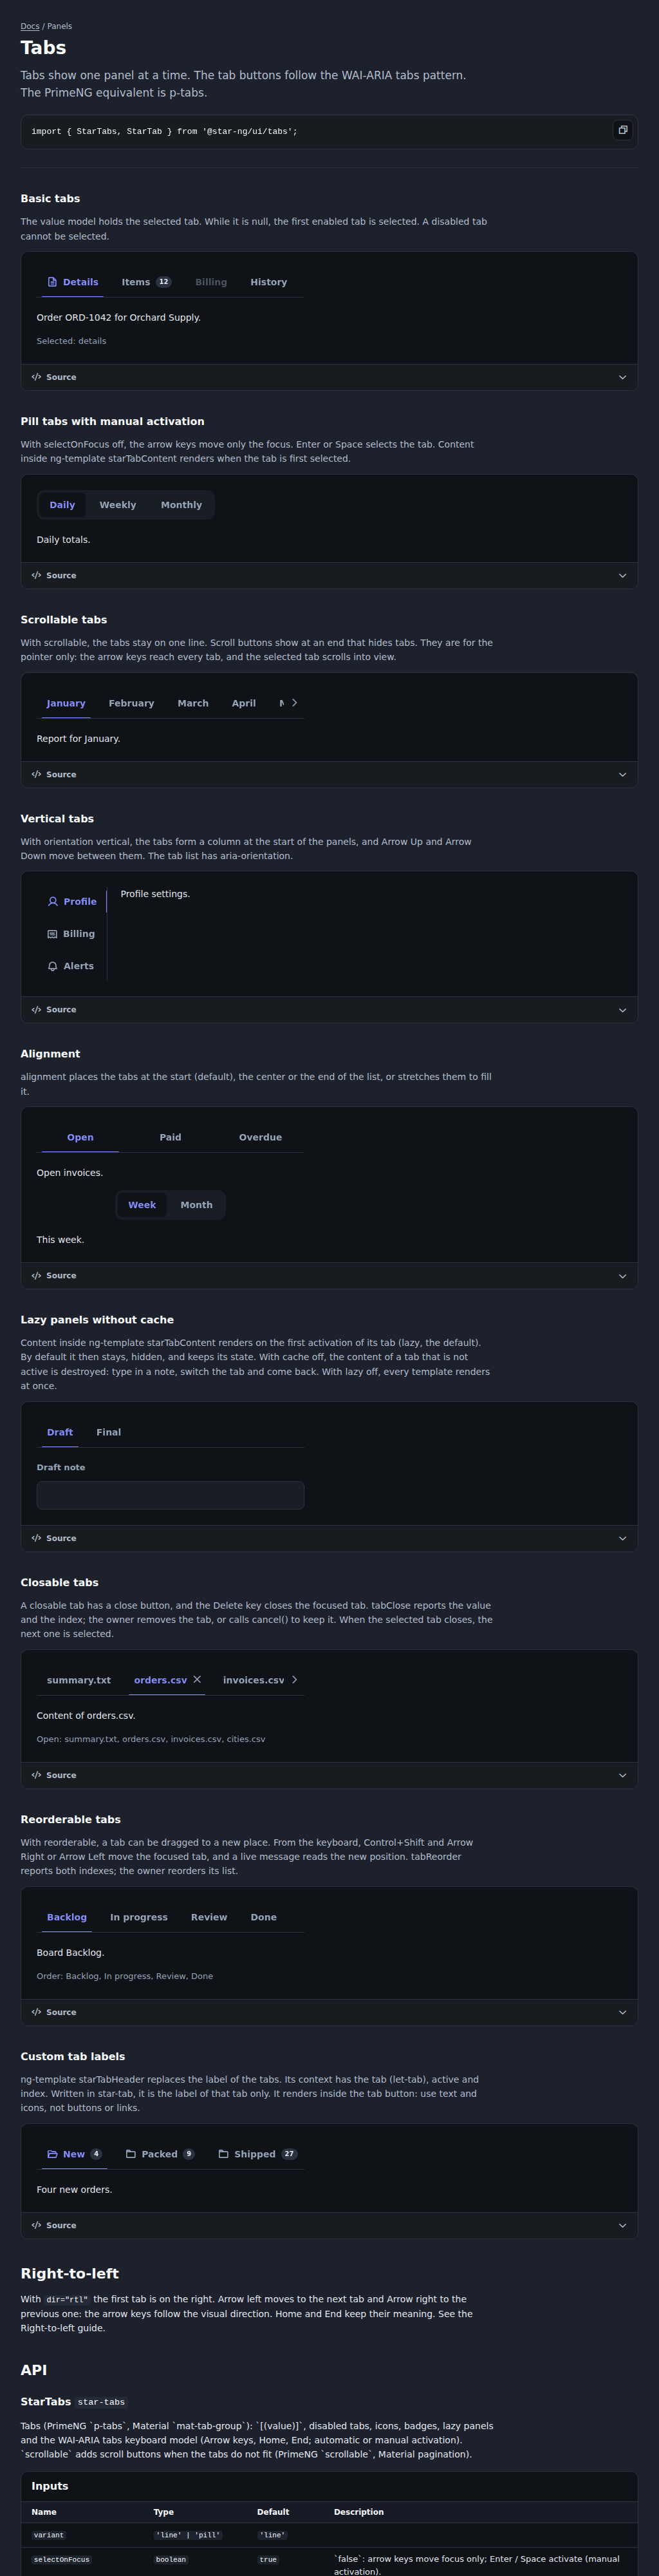 Docs / Panels
Tabs
Tabs show one panel at a time. The tab buttons follow the WAI-ARIA tabs pattern.
The PrimeNG equivalent is p-tabs.
import { StarTabs, StarTab } from '@star-ng/ui/tabs';
Basic tabs
The value model holds the selected tab. While it is null, the first enabled tab is selected. A disabled tab
cannot be selected.
Details Items 12 Billing History
Order ORD-1042 for Orchard Supply.
Selected: details
Source
Pill tabs with manual activation
With selectOnFocus off, the arrow keys move only the focus. Enter or Space selects the tab. Content
inside ng-template starTabContent renders when the tab is first selected.
Daily Weekly Monthly
Daily totals.
Source
Scrollable tabs
With scrollable, the tabs stay on one line. Scroll buttons show at an end that hides tabs. They are for the
pointer only: the arrow keys reach every tab, and the selected tab scrolls into view.
January February March April
Report for January.
Source
Vertical tabs
With orientation vertical, the tabs form a column at the start of the panels, and Arrow Up and Arrow
Down move between them. The tab list has aria-orientation.
Profile
Profile settings.
Billing
Alerts
Source
Alignment
alignment places the tabs at the start (default), the center or the end of the list, or stretches them to fill
it.
Open Paid Overdue
Open invoices.
Week Month
This week.
Source
Lazy panels without cache
Content inside ng-template starTabContent renders on the first activation of its tab (lazy, the default).
By default it then stays, hidden, and keeps its state. With cache off, the content of a tab that is not
active is destroyed: type in a note, switch the tab and come back. With lazy off, every template renders
at once.
Draft Final
Draft note
Source
Closable tabs
A closable tab has a close button, and the Delete key closes the focused tab. tabClose reports the value
and the index; the owner removes the tab, or calls cancel() to keep it. When the selected tab closes, the
next one is selected.
summary.txt orders.csv invoices.csv
Content of orders.csv.
Open: summary.txt, orders.csv, invoices.csv, cities.csv
Source
Reorderable tabs
With reorderable, a tab can be dragged to a new place. From the keyboard, Control+Shift and Arrow
Right or Arrow Left move the focused tab, and a live message reads the new position. tabReorder
reports both indexes; the owner reorders its list.
Backlog In progress Review Done
Board Backlog.
Order: Backlog, In progress, Review, Done
Source
Custom tab labels
ng-template starTabHeader replaces the label of the tabs. Its context has the tab (let-tab), active and
index. Written in star-tab, it is the label of that tab only. It renders inside the tab button: use text and
icons, not buttons or links.
New 4 Packed 9 Shipped 27
Four new orders.
Source
Right-to-left
With dir="rtl" the first tab is on the right. Arrow left moves to the next tab and Arrow right to the
previous one: the arrow keys follow the visual direction. Home and End keep their meaning. See the
Right-to-left guide.
API
StarTabs star-tabs
Tabs (PrimeNG `p-tabs`, Material `mat-tab-group`): `[(value)]`, disabled tabs, icons, badges, lazy panels
and the WAI-ARIA tabs keyboard model (Arrow keys, Home, End; automatic or manual activation).
`scrollable` adds scroll buttons when the tabs do not fit (PrimeNG `scrollable`, Material pagination).
Inputs
Name Type Default Description
variant 'line' | 'pill' 'line'
selectOnFocus boolean true `false`: arrow keys move focus only; Enter / Space activate (manual
activation).